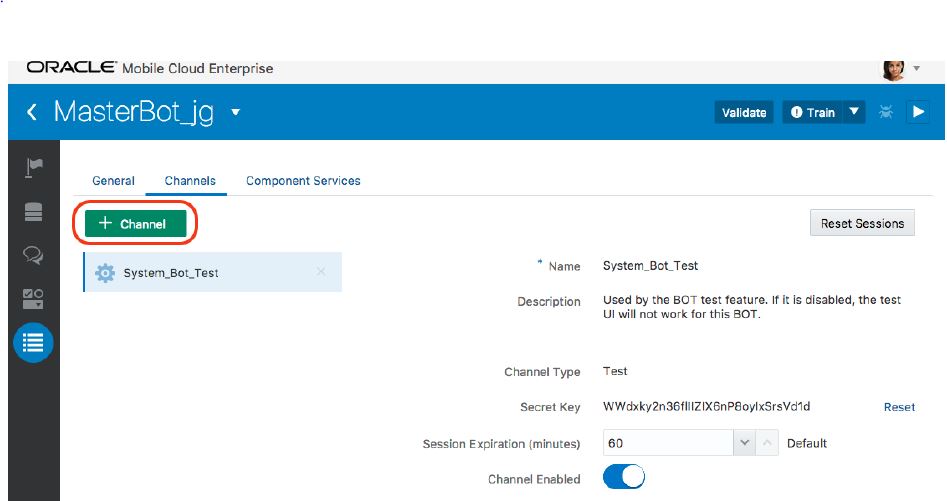 ORACLE® Mobile Cloud Enterprise
MasterBot_jg
Validate
Train
General Channels Component Services
+ Channel
Reset Sessions
System_Bot_Test
* Name System_Bot_Test
Description Used by the BOT test feature. If it is disabled, the test
UI will not work for this BOT.
Channel Type Test
Secret Key Reset
Session Expiration (minutes) 60 Default
Channel Enabled